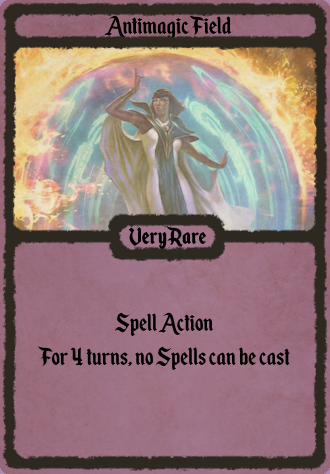 Antimagic Field
Very Rare
Spell Action
For 4 turns, no Spells can be cast